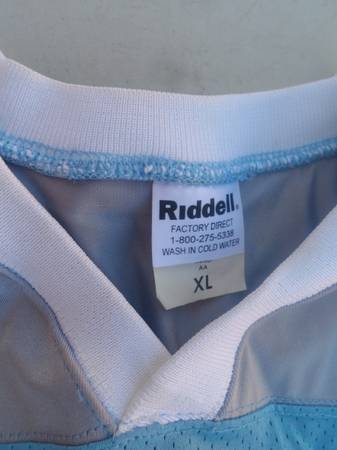 Riddell.
FACTORY DIRECT
1-800-275-5338
WASH IN COLD WATER
AA
XL